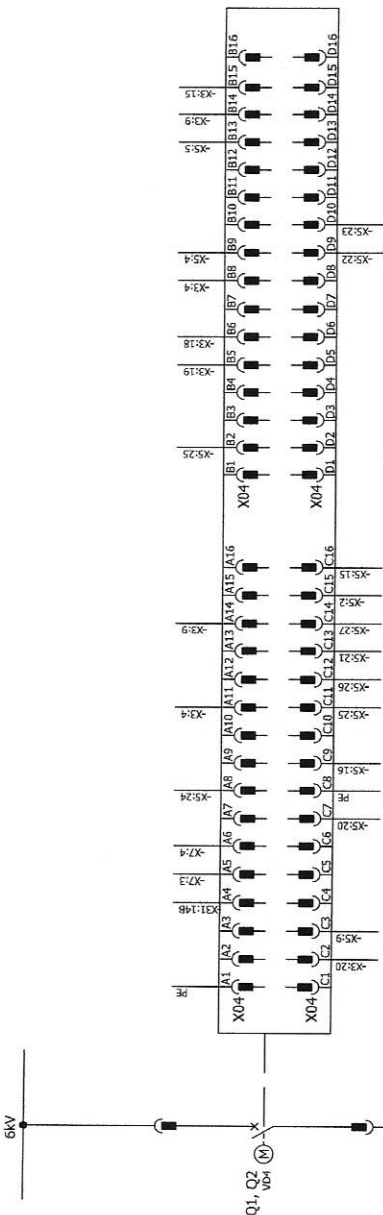 B16 D16
-X3:15 B15 D15
-X3:9 B14 D14
-X5:5 B13 D13
B12 D12
B11 D11
B10 D10 -X5:23
-X5:4 B9 D9 -X5:22
-X3:4 B8 D8
B7 D7
-X3:18 B6 D6
-X3:19 B5 D5
B4 D4
B3 D3
-X5:25 B2 D2
B1 D1
X04 X04
A16 C16 -X5:15
A15 C15 -X5:2
-X3:9 A14 C14 -X5:27
A13 C13 -X5:21
A12 C12 -X5:26
-X3:4 A11 C11 -X5:25
A10 C10
A9 C9 -X5:16
-X5:24 A8 C8 PE
A7 C7 -X5:20
-X7:4 A6 C6
-X7:3 A5 C5
-X31:14B A4 C4
A3 C3 -X5:9
A2 C2 -X3:20
PE A1 C1
X04 X04
6kV
Q1, Q2
VD4
M